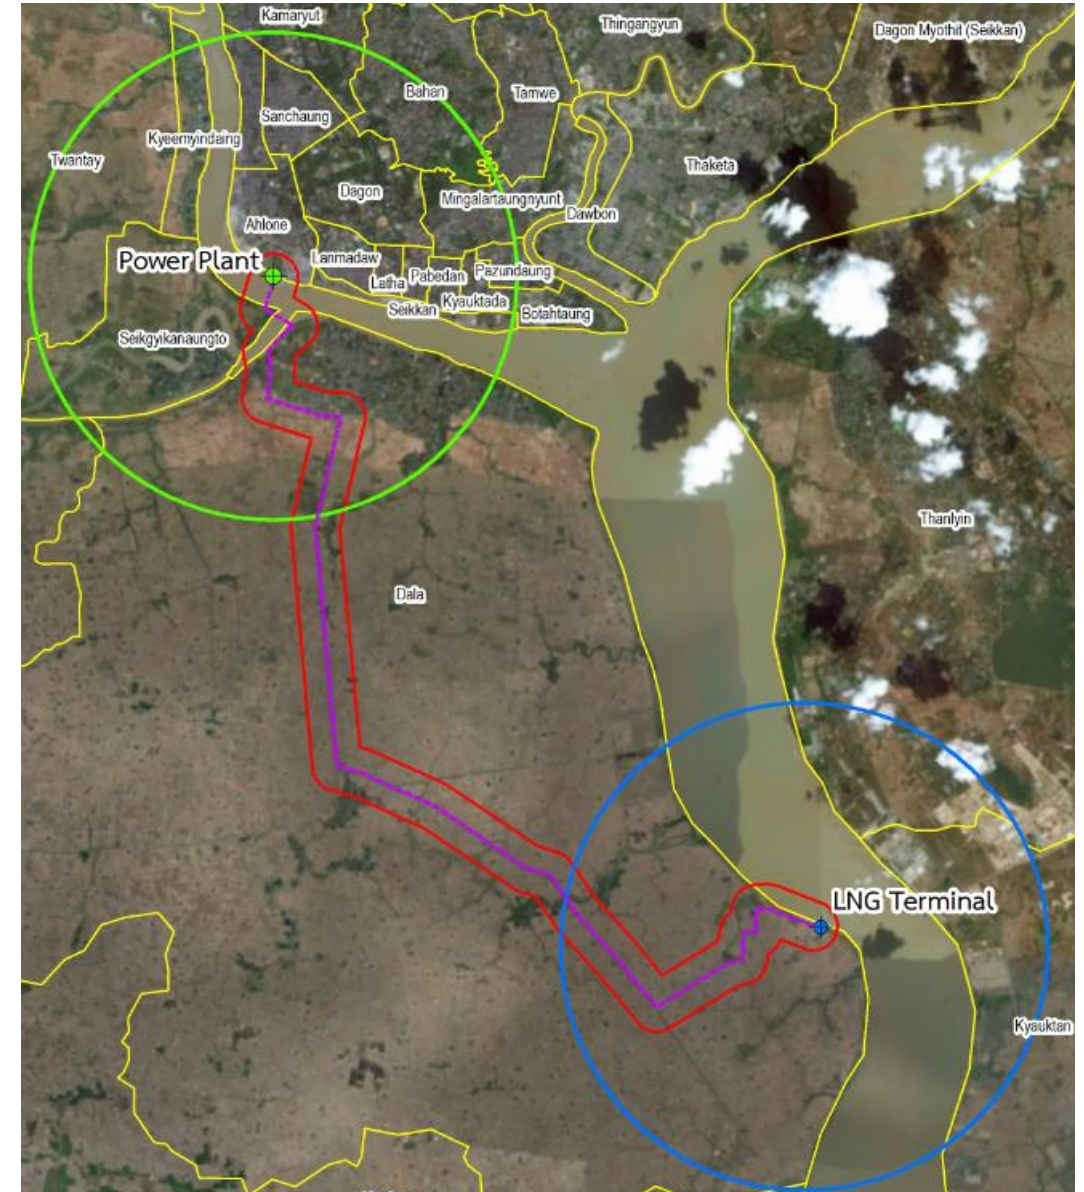 Kamaryut
Thingangyun
Dagon Myothit (Seikkan)
Bahan
Tamwe
Sanchaung
Kyeemyindaing
Twantay
Thaketa
Dagon
Mingalartaungnyunt
Dawbon
Ahlone
Power Plant
Lanmadaw
Latha
Pabedan
Pazundaung
Kyauktada
Seikkan
Botahtaung
Seikgyikanaungto
Thanlyin
Dala
LNG Terminal
Kyauktan